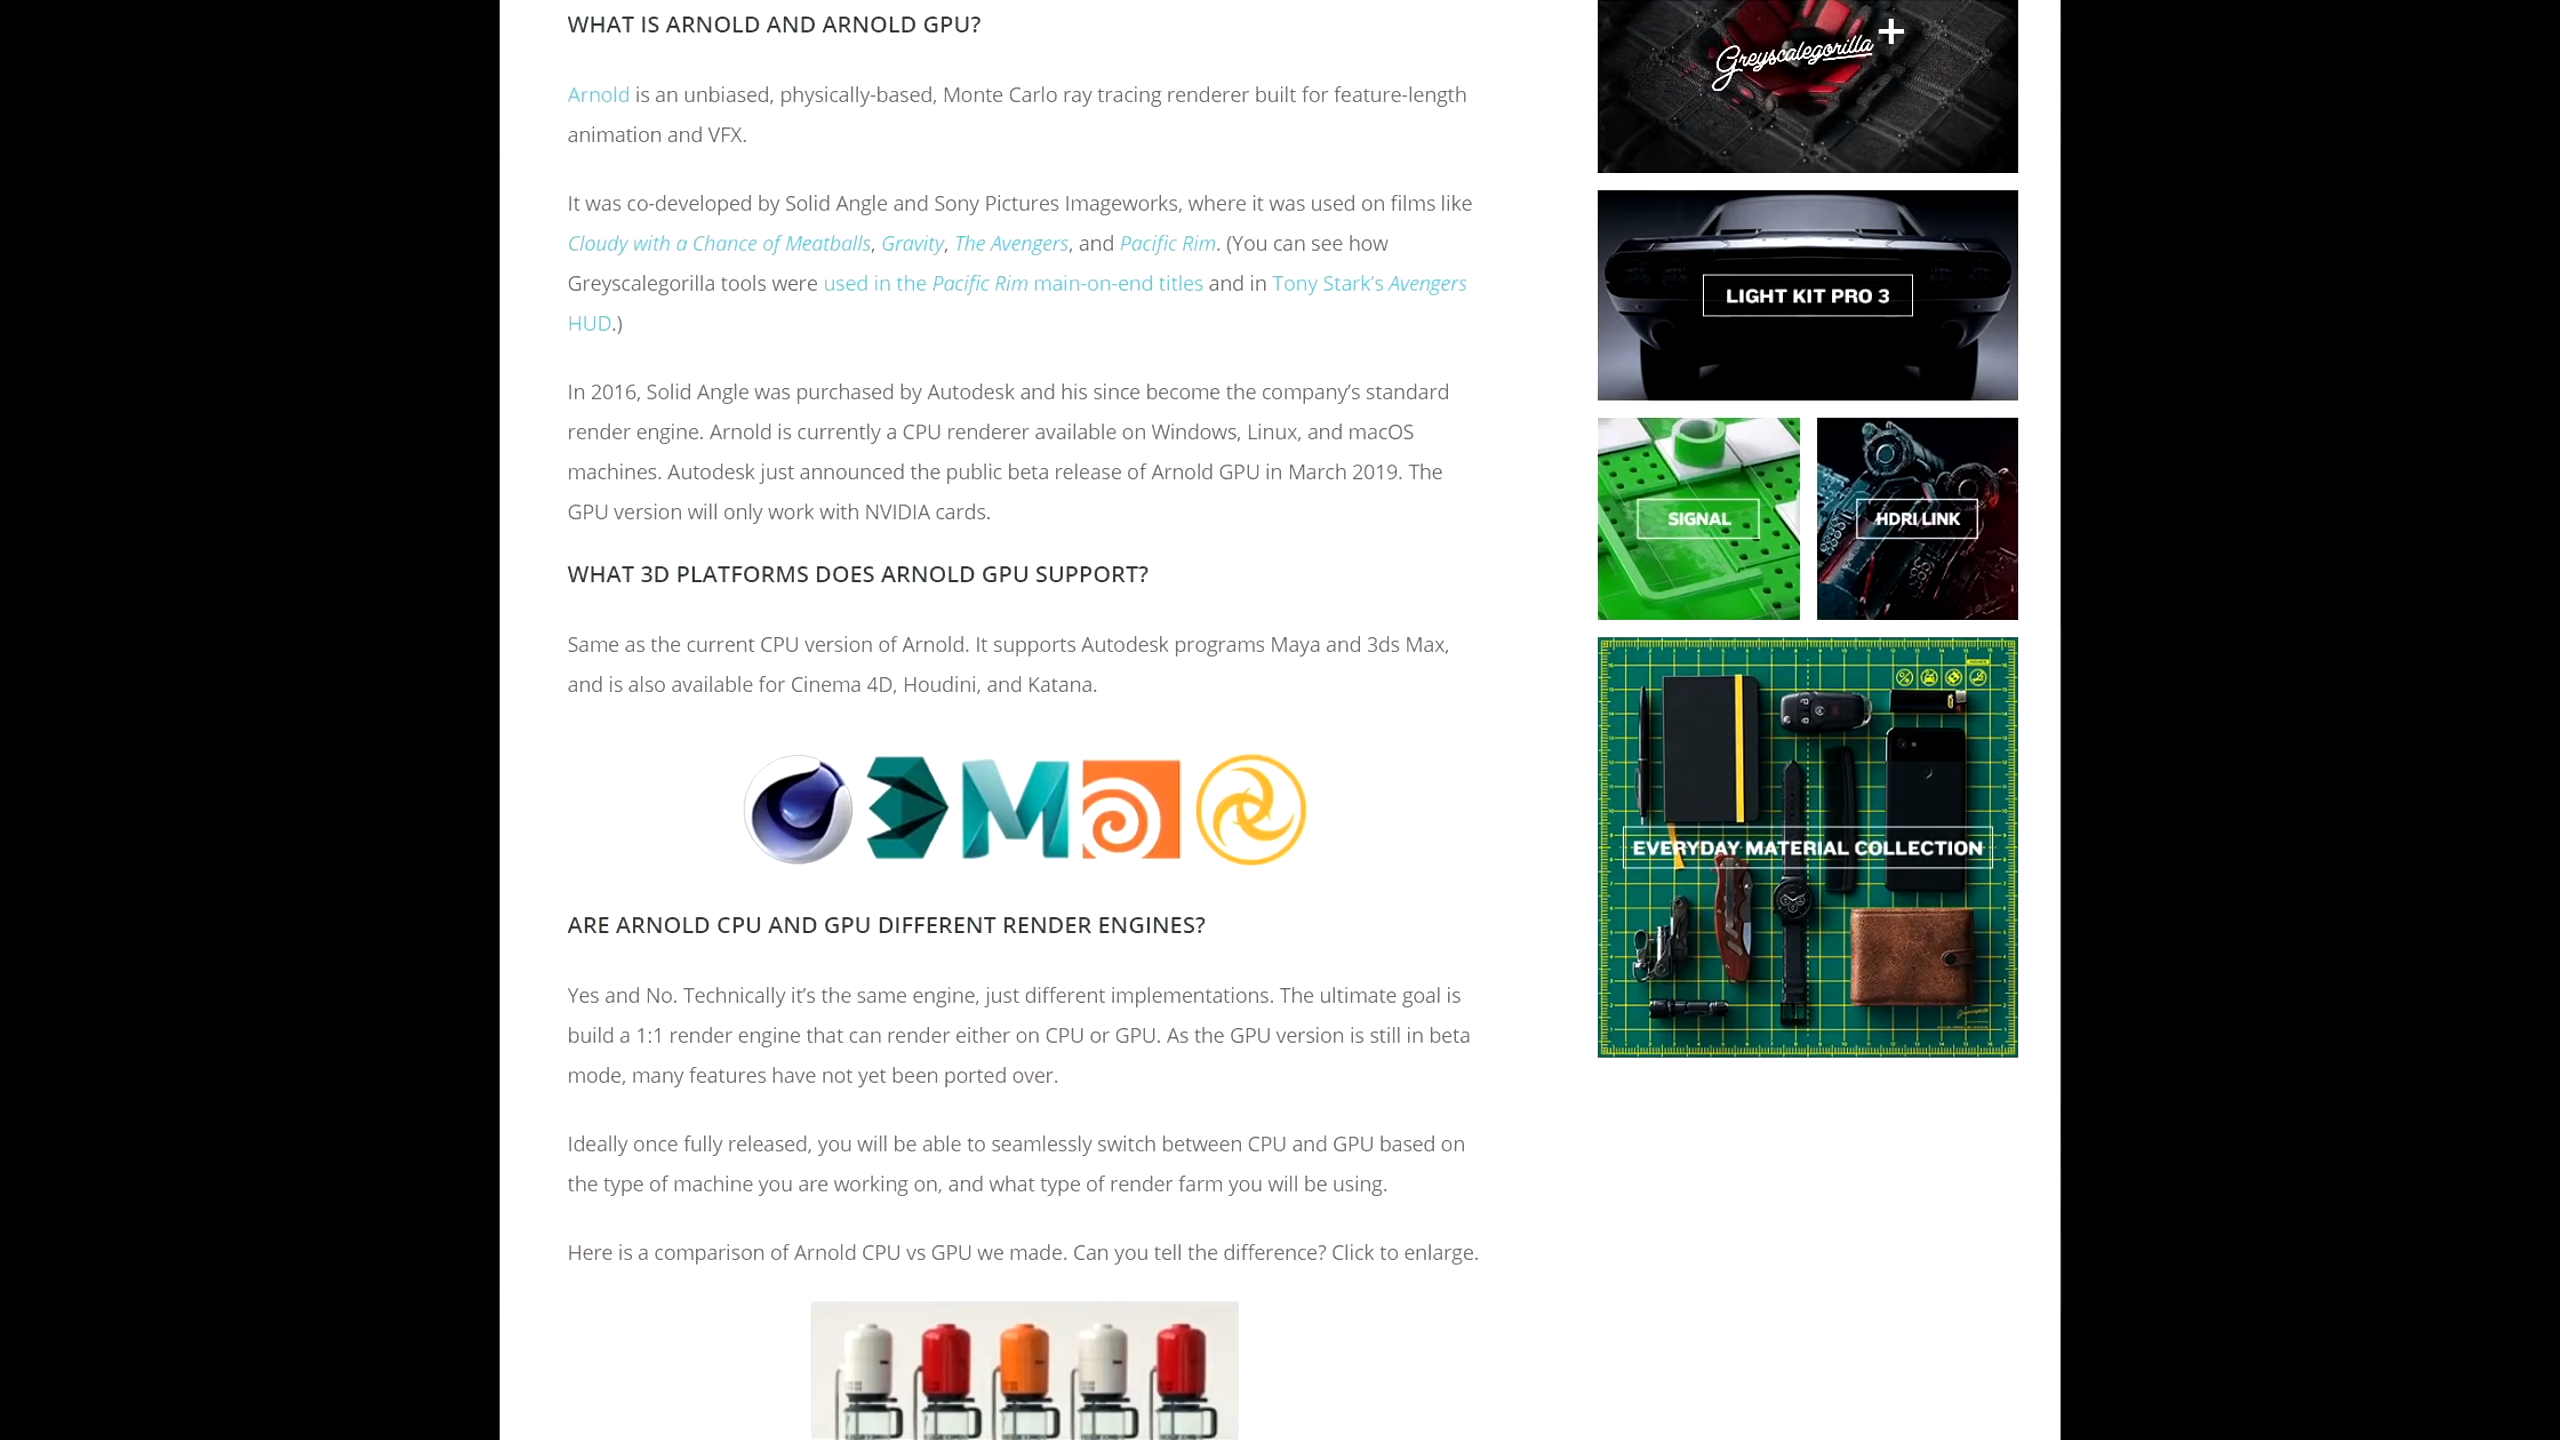 WHAT IS ARNOLD AND ARNOLD GPU?
Arnold is an unbiased, physically-based, Monte Carlo ray tracing renderer built for feature-length
animation and VFX.
It was co-developed by Solid Angle and Sony Pictures Imageworks, where it was used on films like
Cloudy with a Chance of Meatballs, Gravity, The Avengers, and Pacific Rim. (You can see how
Greyscalegorilla tools were used in the Pacific Rim main-on-end titles and in Tony Stark’s Avengers
HUD.)
In 2016, Solid Angle was purchased by Autodesk and his since become the company’s standard
render engine. Arnold is currently a CPU renderer available on Windows, Linux, and macOS
machines. Autodesk just announced the public beta release of Arnold GPU in March 2019. The
GPU version will only work with NVIDIA cards.
WHAT 3D PLATFORMS DOES ARNOLD GPU SUPPORT?
Same as the current CPU version of Arnold. It supports Autodesk programs Maya and 3ds Max,
and is also available for Cinema 4D, Houdini, and Katana.
ARE ARNOLD CPU AND GPU DIFFERENT RENDER ENGINES?
Yes and No. Technically it’s the same engine, just different implementations. The ultimate goal is
build a 1:1 render engine that can render either on CPU or GPU. As the GPU version is still in beta
mode, many features have not yet been ported over.
Ideally once fully released, you will be able to seamlessly switch between CPU and GPU based on
the type of machine you are working on, and what type of render farm you will be using.
Here is a comparison of Arnold CPU vs GPU we made. Can you tell the difference? Click to enlarge.
Greyscalegorilla+
LIGHT KIT PRO 3
SIGNAL
HDRI LINK
EVERYDAY MATERIAL COLLECTION